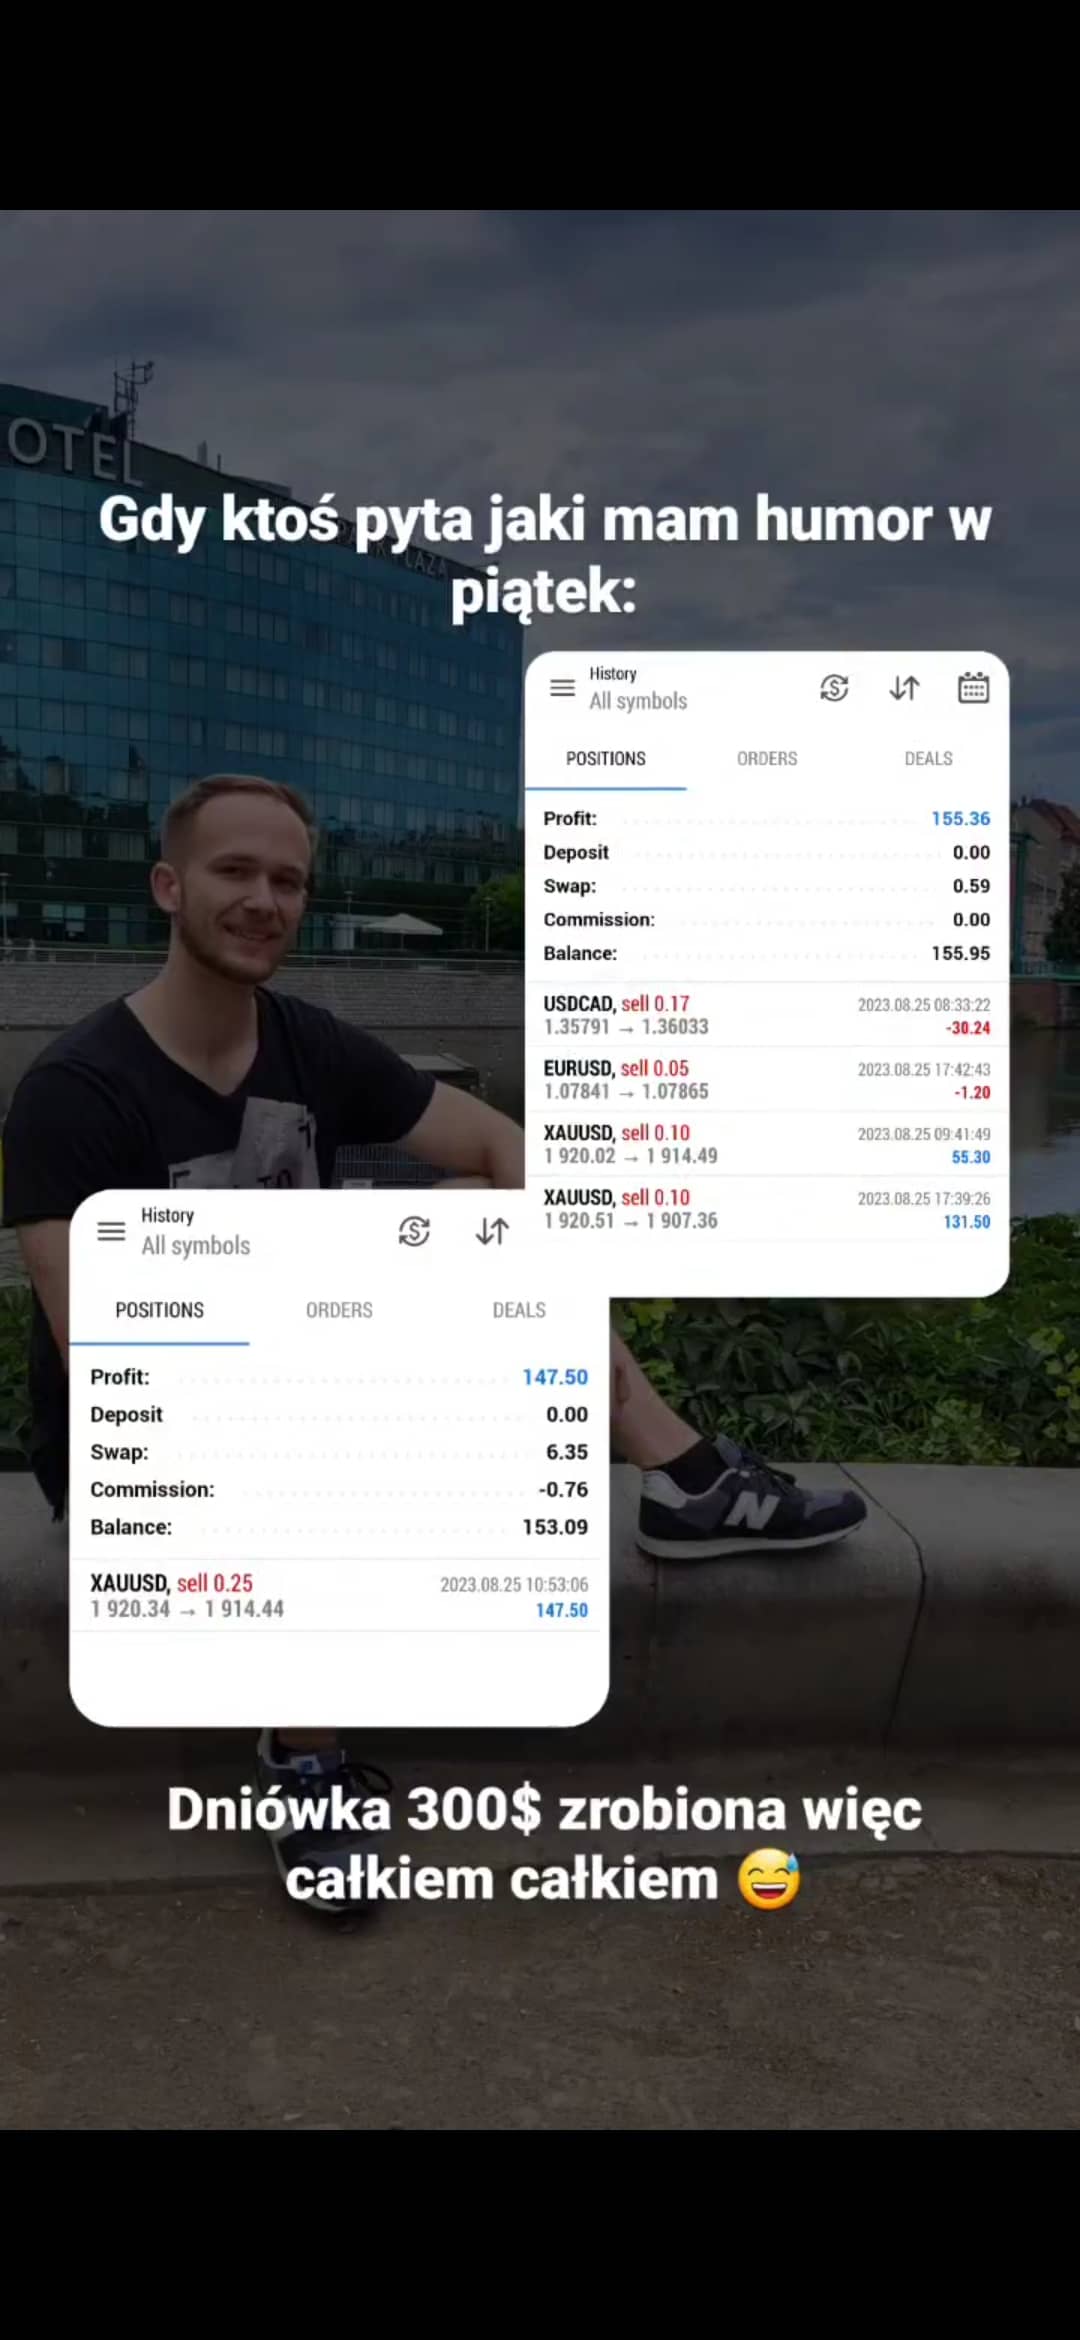 OTEL
PARK PLAZA
Gdy ktoś pyta jaki mam humor w
piątek:
History
All symbols
POSITIONS ORDERS DEALS
Profit: 155.36
Deposit 0.00
Swap: 0.59
Commission: 0.00
Balance: 155.95
USDCAD, sell 0.17 2023.08.25 08:33:22
1.35791 → 1.36033 -30.24
EURUSD, sell 0.05 2023.08.25 17:42:43
1.07841 → 1.07865 -1.20
XAUUSD, sell 0.10 2023.08.25 09:41:49
1 920.02 → 1 914.49 55.30
XAUUSD, sell 0.10 2023.08.25 17:39:26
1 920.51 → 1 907.36 131.50
History
All symbols
POSITIONS ORDERS DEALS
Profit: 147.50
Deposit 0.00
Swap: 6.35
Commission: -0.76
Balance: 153.09
XAUUSD, sell 0.25 2023.08.25 10:53:06
1 920.34 → 1 914.44 147.50
N
Dniówka 300$ zrobiona więc
całkiem całkiem 😅